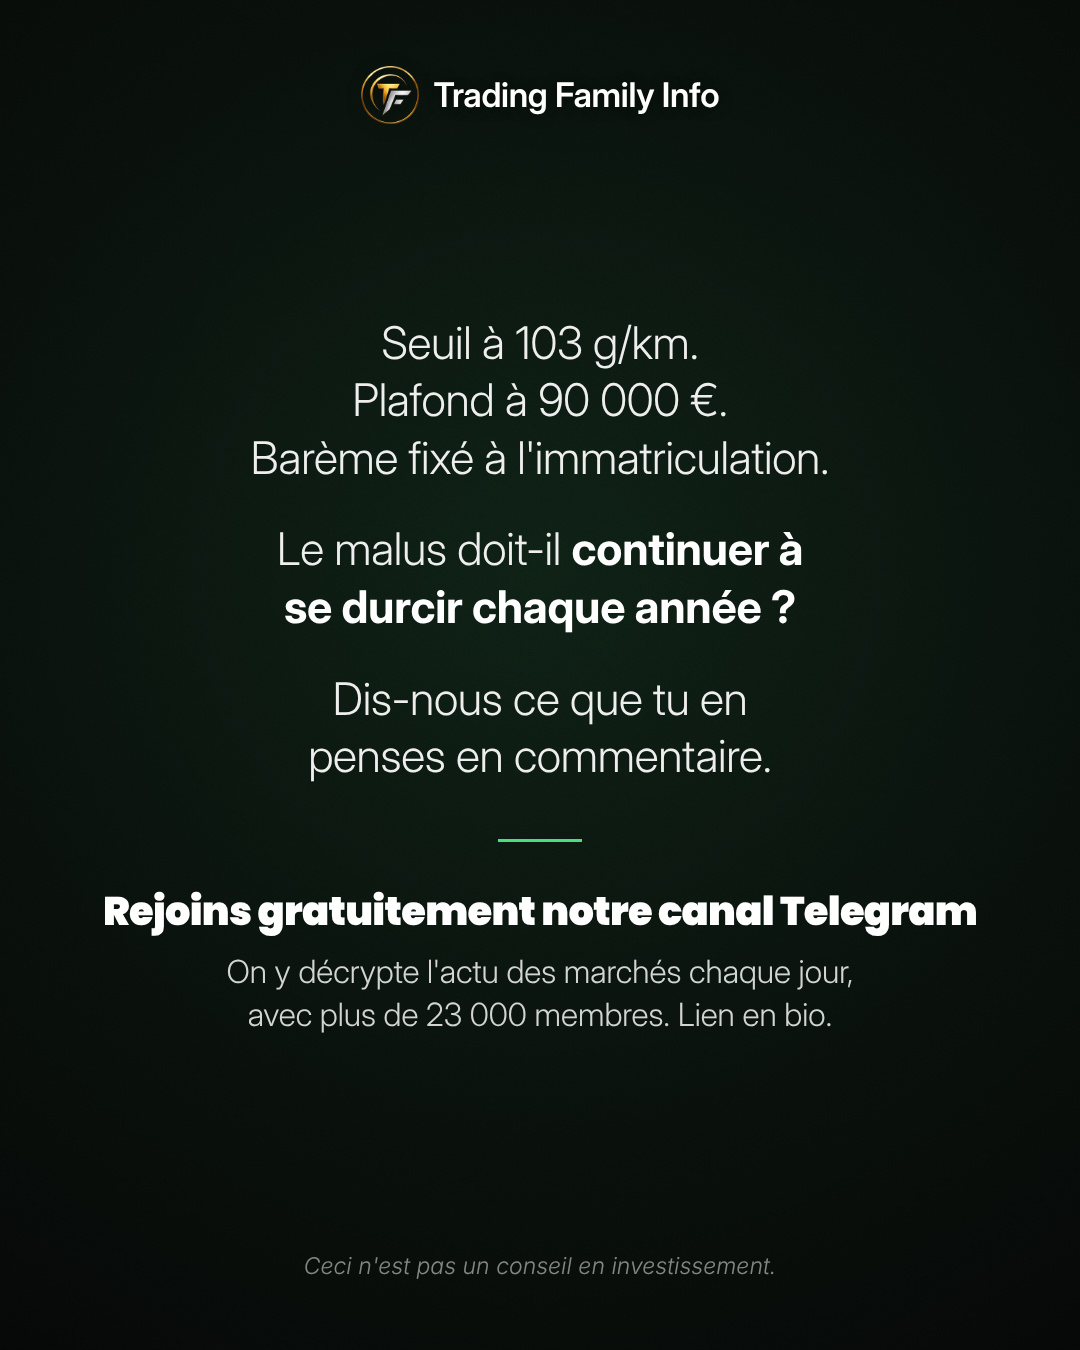 TF Trading Family Info
Seuil à 103 g/km.
Plafond à 90 000 €.
Barème fixé à l'immatriculation.
Le malus doit-il continuer à
se durcir chaque année ?
Dis-nous ce que tu en
penses en commentaire.
Rejoins gratuitement notre canal Telegram
On y décrypte l'actu des marchés chaque jour,
avec plus de 23 000 membres. Lien en bio.
Ceci n'est pas un conseil en investissement.